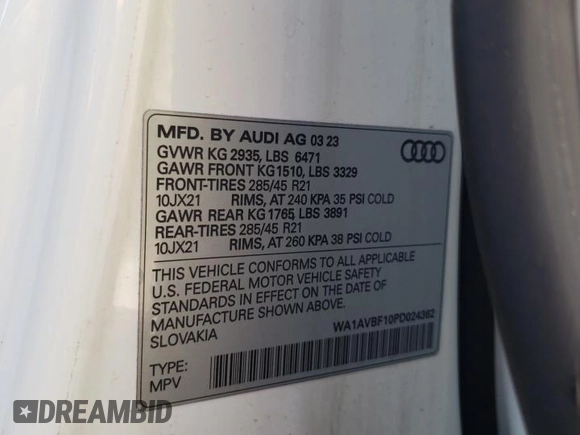 MFD. BY AUDI AG 03 23
GVWR KG 2935, LBS 6471
GAWR FRONT KG1510, LBS 3329
FRONT-TIRES 285/45 R21
10JX21 RIMS, AT 240 KPA 35 PSI COLD
GAWR REAR KG1765, LBS 3891
REAR-TIRES 285/45 R21
10JX21 RIMS, AT 260 KPA 38 PSI COLD
THIS VEHICLE CONFORMS TO ALL APPLICABLE
U.S. FEDERAL MOTOR VEHICLE SAFETY
STANDARDS IN EFFECT ON THE DATE OF
MANUFACTURE SHOWN ABOVE.
SLOVAKIA
WA1AVBF10PD024362
TYPE:
MPV
DREAMBID